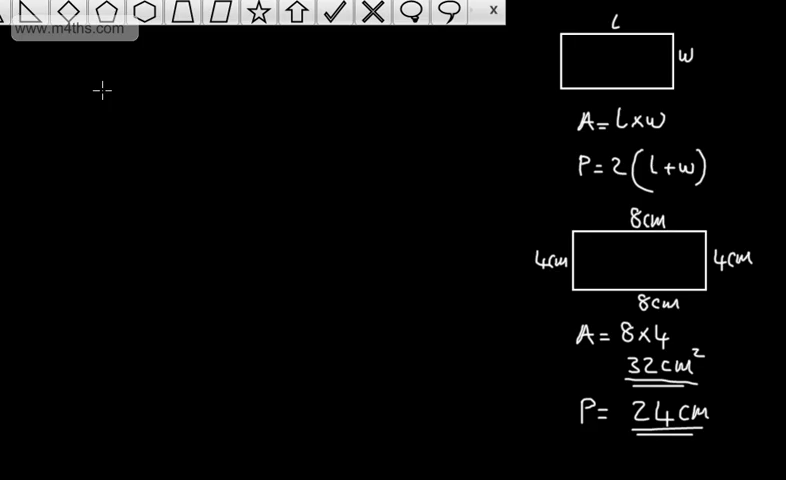 www.m4ths.com
x
L
w
A = L×w
P = 2(L+w)
8cm
4cm
4cm
8cm
A = 8×4
32cm²
P = 24cm